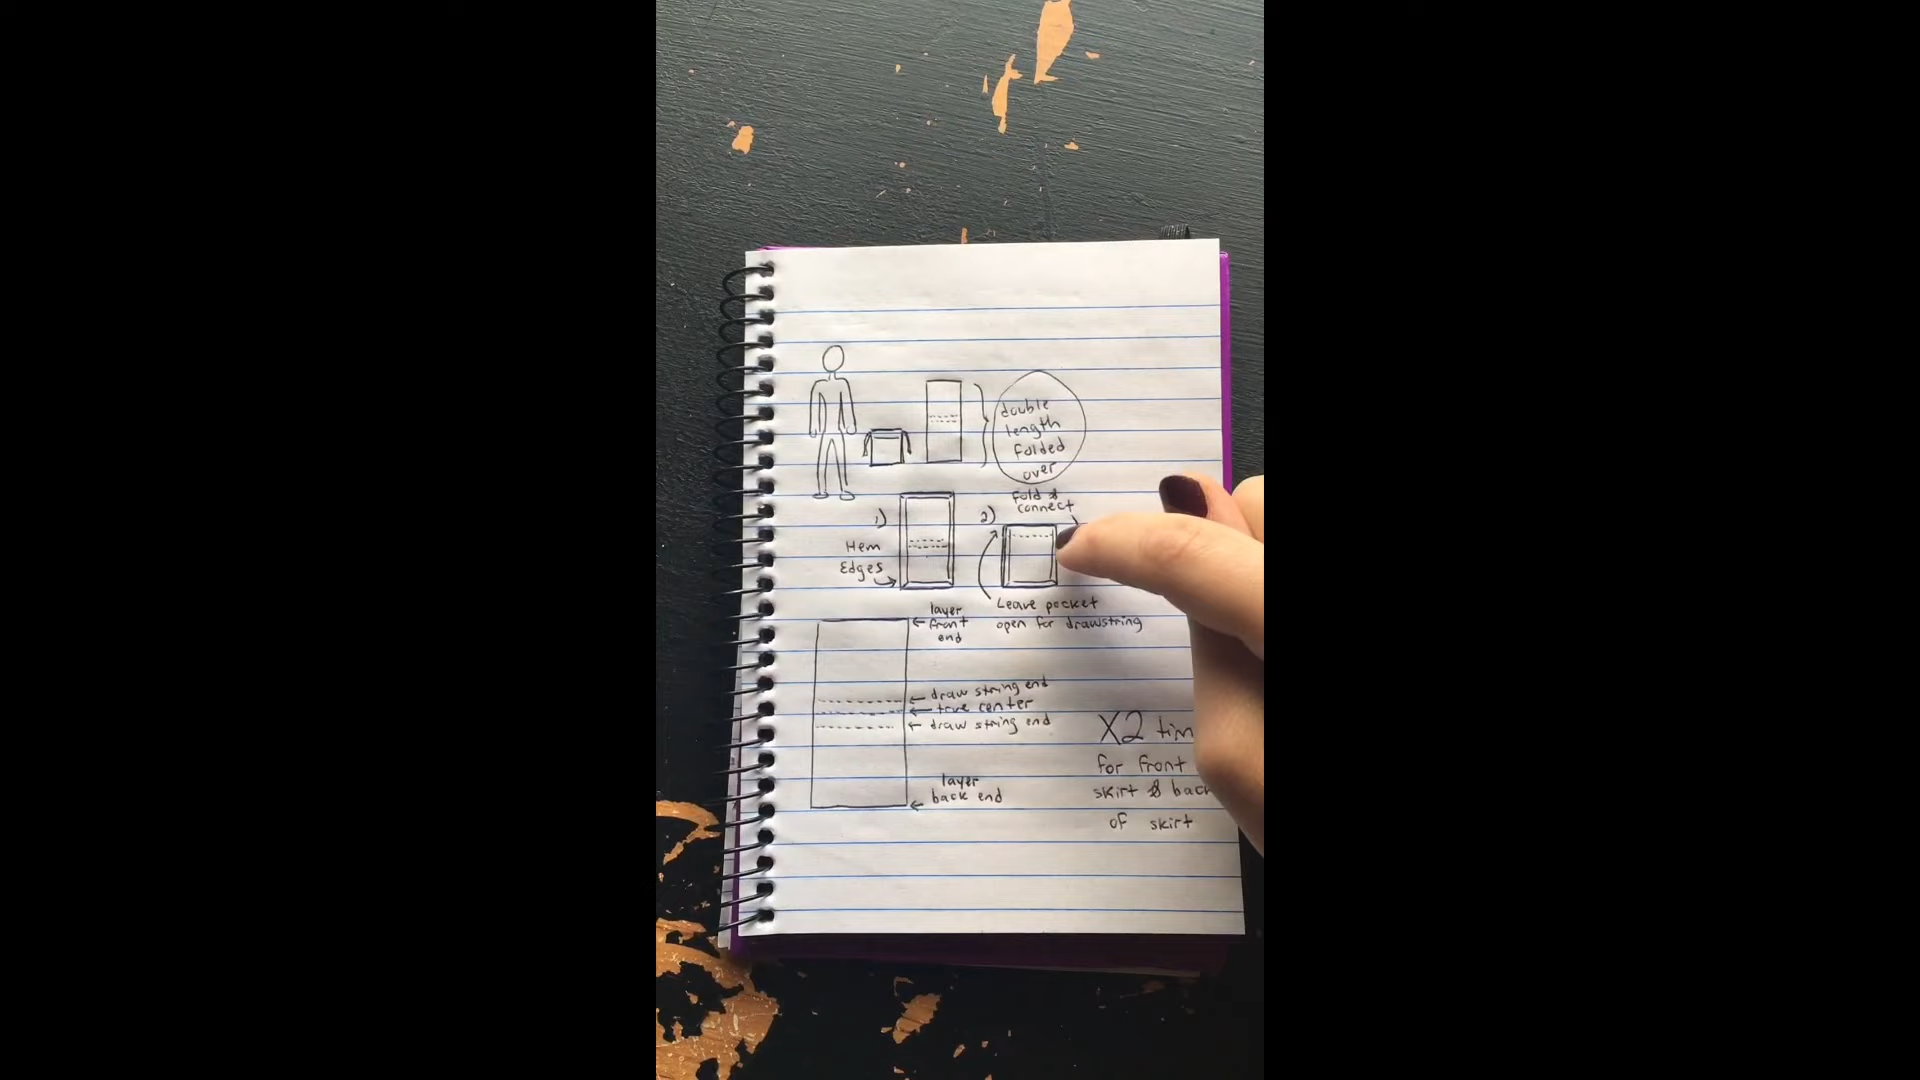 double
length
folded
over
Fold &
connect
1)
2)
Hem
Edges
Leave pocket
open for drawstring
layer
front
end
draw string end
true center
draw string end
layer
back end
X2 tim
for front
skirt & back
of skirt